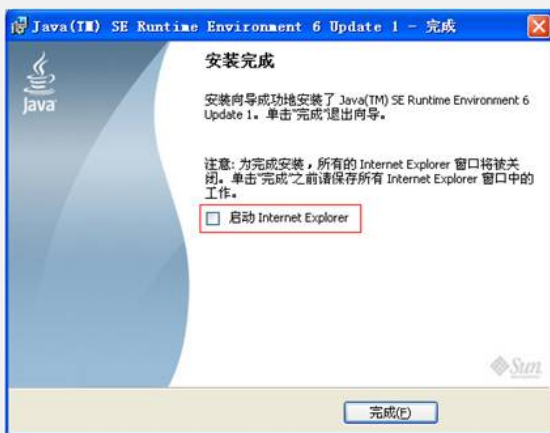 Java(TM) SE Runtime Environment 6 Update 1 - 完成
Java
安装完成
安装向导成功地安装了 Java(TM) SE Runtime Environment 6
Update 1。单击“完成”退出向导。
注意: 为完成安装，所有的 Internet Explorer 窗口将被关
闭。单击“完成”之前请保存所有 Internet Explorer 窗口中的
工作。
启动 Internet Explorer
Sun
完成(F)